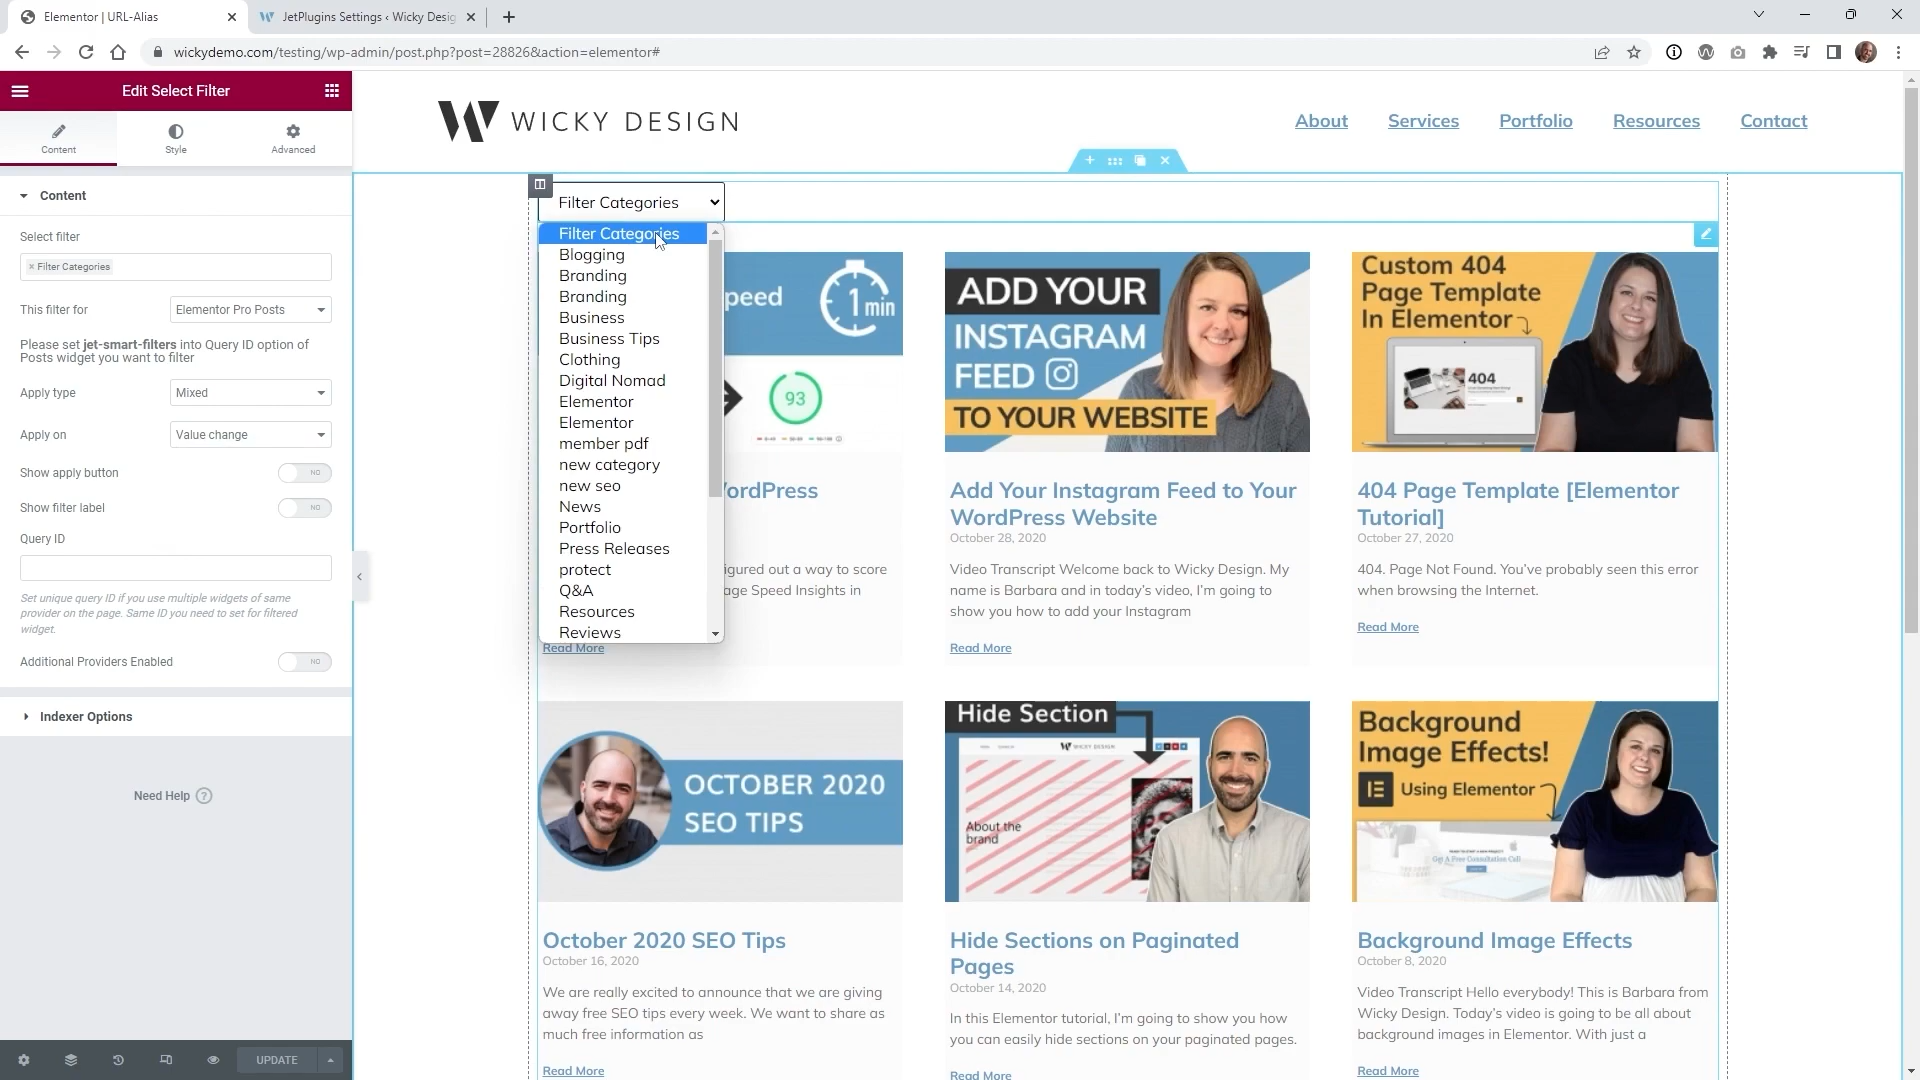 Elementor | URL-Alias
JetPlugins Settings ‹ Wicky Desig
wickydemo.com/testing/wp-admin/post.php?post=28826&action=elementor#
Edit Select Filter
Content
Style
Advanced
Content
Select filter
× Filter Categories
This filter for
Elementor Pro Posts
Please set jet-smart-filters into Query ID option of
Posts widget you want to filter
Apply type
Mixed
Apply on
Value change
Show apply button
NO
Show filter label
NO
Query ID
Set unique query ID if you use multiple widgets of same
provider on the page. Same ID you need to set for filtered
widget.
Additional Providers Enabled
NO
Indexer Options
Need Help ?
UPDATE
WICKY DESIGN
About
Services
Portfolio
Resources
Contact
Filter Categories
Filter Categories
Blogging
Branding
Branding
Business
Business Tips
Clothing
Digital Nomad
Elementor
Elementor
member pdf
new category
new seo
News
Portfolio
Press Releases
protect
Q&A
Resources
Reviews
peed
1
min
93
ordPress
igured out a way to score
age Speed Insights in
Read More
ADD YOUR
INSTAGRAM
FEED
TO YOUR WEBSITE
Add Your Instagram Feed to Your
WordPress Website
October 28, 2020
Video Transcript Welcome back to Wicky Design. My
name is Barbara and in today's video, I'm going to
show you how to add your Instagram
Read More
Custom 404
Page Template
In Elementor
404
404 Page Template [Elementor
Tutorial]
October 27, 2020
404. Page Not Found. You've probably seen this error
when browsing the Internet.
Read More
OCTOBER 2020
SEO TIPS
October 2020 SEO Tips
October 16, 2020
We are really excited to announce that we are giving
away free SEO tips every week. We want to share as
much free information as
Read More
Hide Section
WICKY DESIGN
About the
brand
Hide Sections on Paginated
Pages
October 14, 2020
In this Elementor tutorial, I'm going to show you how
you can easily hide sections on your paginated pages.
Read More
Background
Image Effects!
Using Elementor
Get A Free Consultation Call
Background Image Effects
October 8, 2020
Video Transcript Hello everybody! This is Barbara from
Wicky Design. Today's video is going to be all about
background images in Elementor. With just a
Read More